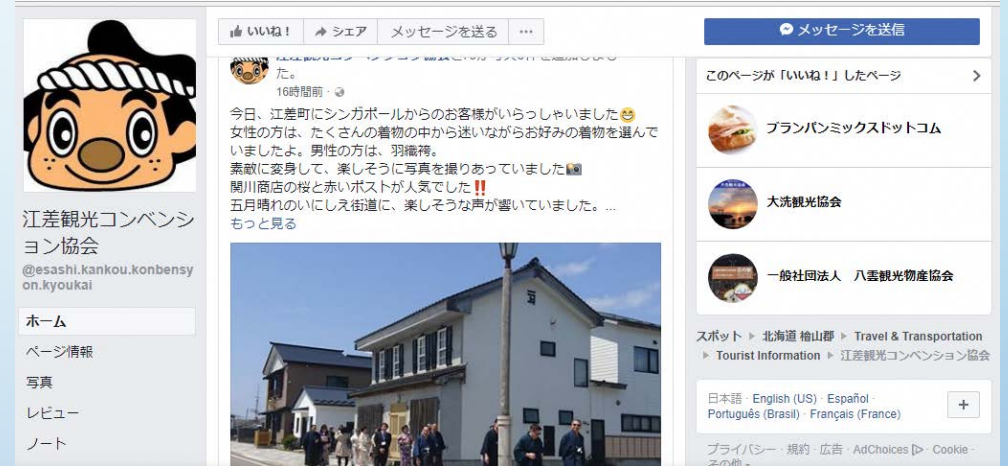 いいね！
シェア
メッセージを送る
メッセージを送信
た。
16時間前
今日、江差町にシンガポールからのお客様がいらっしゃいました
女性の方は、たくさんの着物の中から迷いながらお好みの着物を選んで
いましたよ。男性の方は、羽織袴。
素敵に変身して、楽しそうに写真を撮りあっていました
関川商店の桜と赤いポストが人気でした‼
五月晴れのいにしえ街道に、楽しそうな声が響いていました。...
もっと見る
江差観光コンベンシ
ョン協会
@esashi.kankou.konbensy
on.kyoukai
ホーム
ページ情報
写真
レビュー
ノート
このページが「いいね！」したページ
ブランパンミックスドットコム
大洗観光協会
一般社団法人　八雲観光物産協会
スポット ▸ 北海道 檜山郡 ▸ Travel & Transportation
▸ Tourist Information ▸ 江差観光コンベンション協会
日本語 · English (US) · Español ·
Português (Brasil) · Français (France)
プライバシー · 規約 · 広告 · AdChoices · Cookie ·
その他